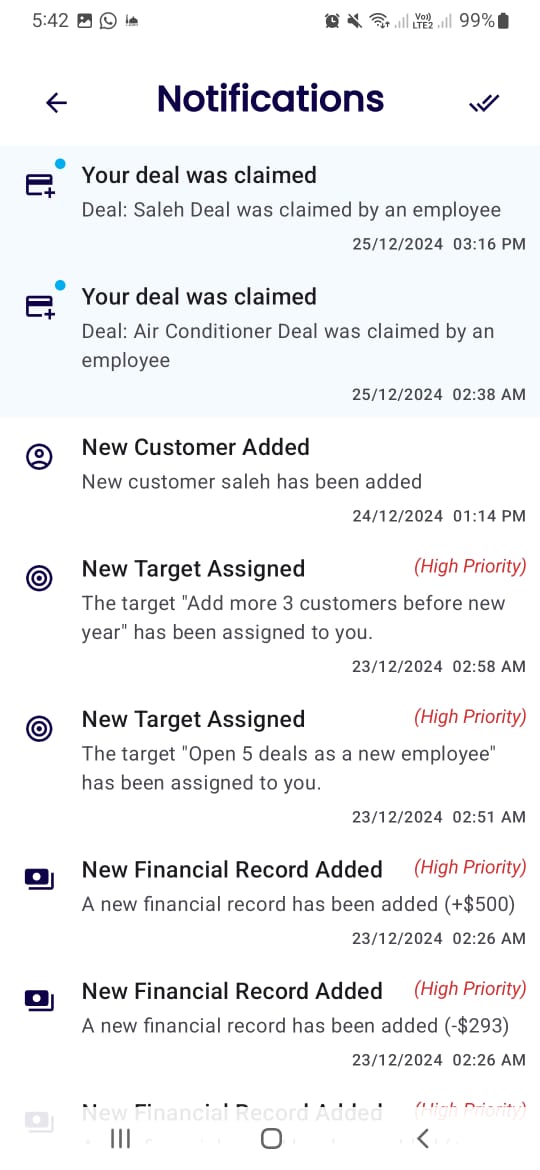 5:42
Vo))
LTE2
99%
Notifications
Your deal was claimed
Deal: Saleh Deal was claimed by an employee
25/12/2024 03:16 PM
Your deal was claimed
Deal: Air Conditioner Deal was claimed by an
employee
25/12/2024 02:38 AM
New Customer Added
New customer saleh has been added
24/12/2024 01:14 PM
New Target Assigned (High Priority)
The target "Add more 3 customers before new
year" has been assigned to you.
23/12/2024 02:58 AM
New Target Assigned (High Priority)
The target "Open 5 deals as a new employee"
has been assigned to you.
23/12/2024 02:51 AM
New Financial Record Added (High Priority)
A new financial record has been added (+$500)
23/12/2024 02:26 AM
New Financial Record Added (High Priority)
A new financial record has been added (-$293)
23/12/2024 02:26 AM
New Financial Record Added (High Priority)